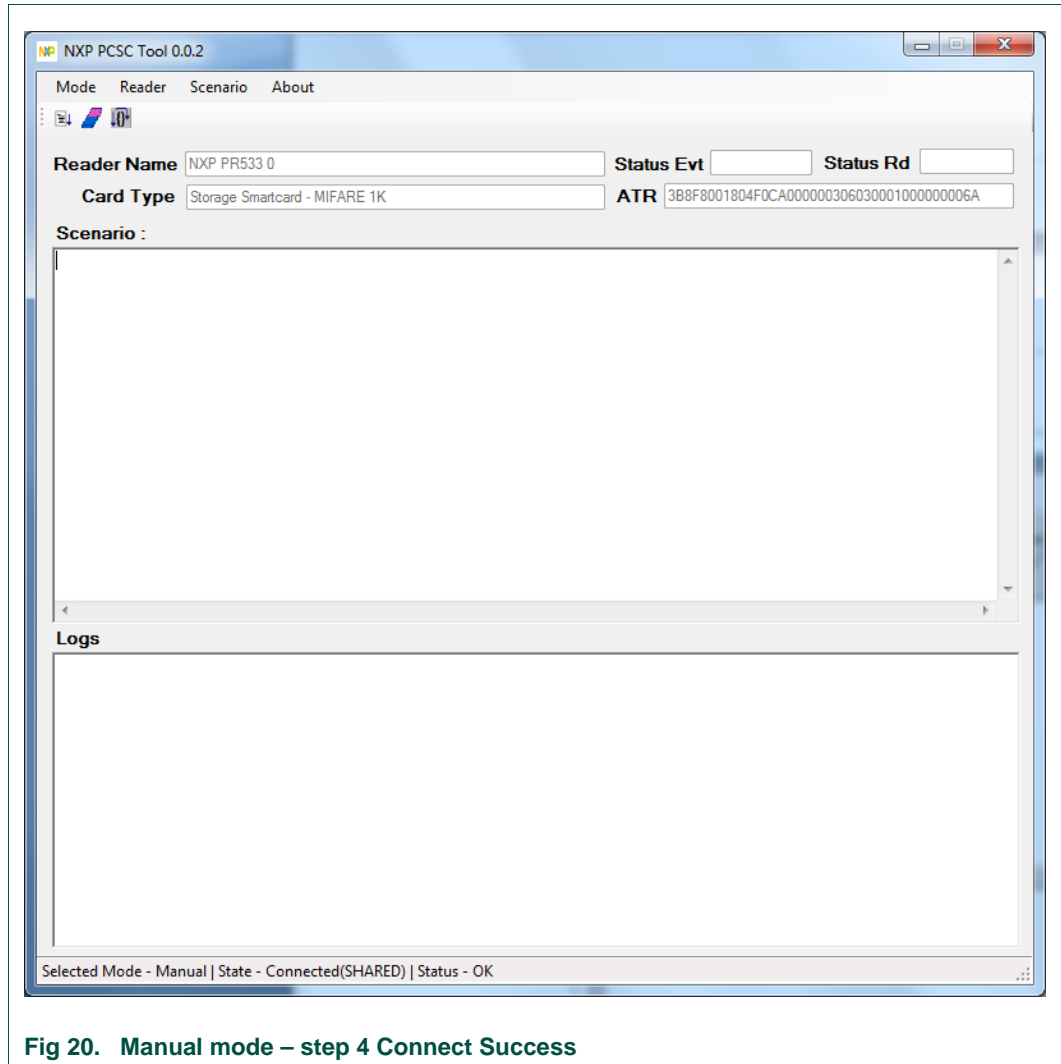 NXP PCSC Tool 0.0.2
Mode Reader Scenario About
Reader Name NXP PR533 0 Status Evt Status Rd
Card Type Storage Smartcard - MIFARE 1K ATR 3B8F8001804F0CA000000306030001000000006A
Scenario :
Logs
Selected Mode - Manual | State - Connected(SHARED) | Status - OK
Fig 20. Manual mode – step 4 Connect Success